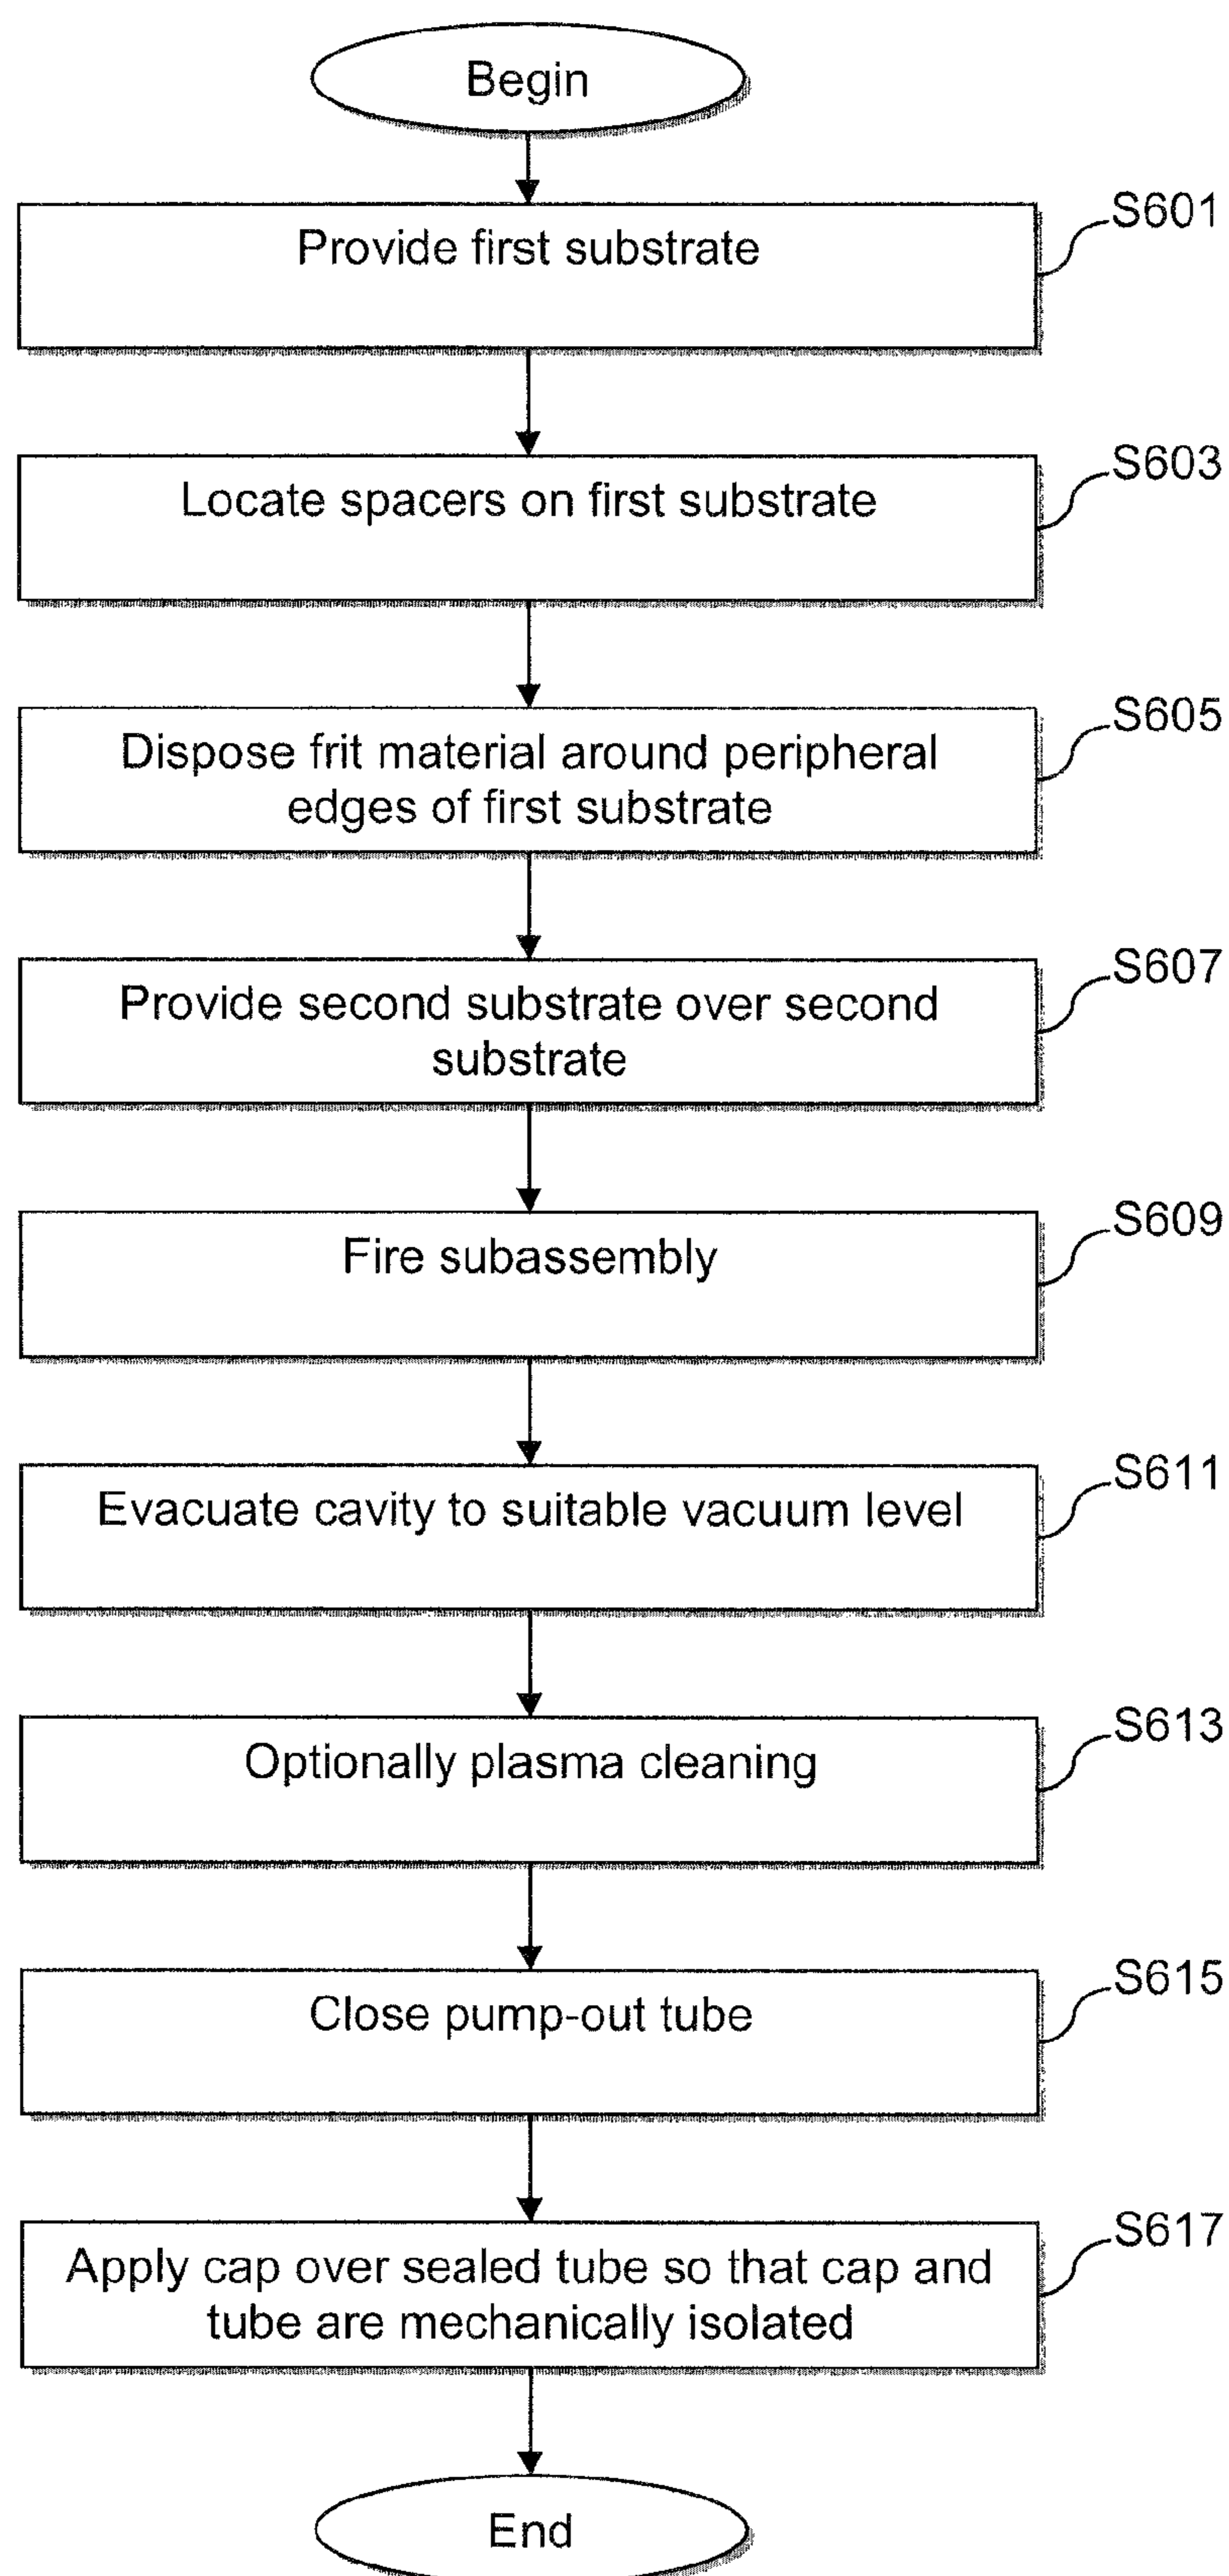 Begin
Provide first substrate
S601
Locate spacers on first substrate
S603
Dispose frit material around peripheral
edges of first substrate
S605
Provide second substrate over second
substrate
S607
Fire subassembly
S609
Evacuate cavity to suitable vacuum level
S611
Optionally plasma cleaning
S613
Close pump-out tube
S615
Apply cap over sealed tube so that cap and
tube are mechanically isolated
S617
End